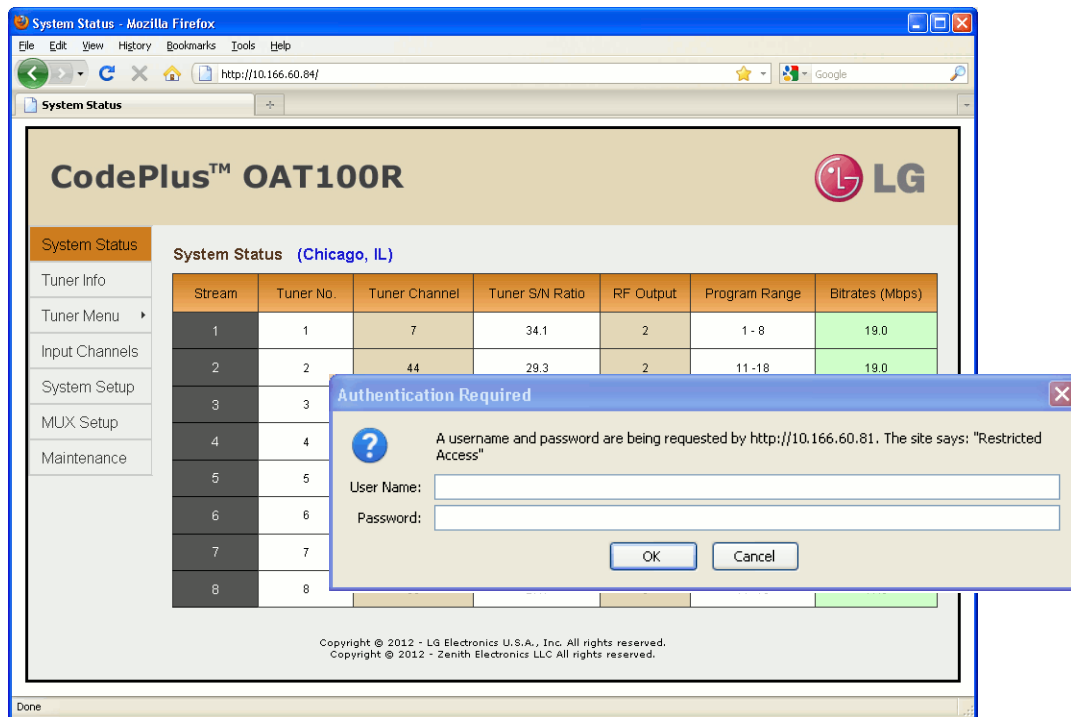 System Status - Mozilla Firefox
File Edit View History Bookmarks Tools Help
http://10.166.60.84/
Google
System Status
CodePlus™ OAT100R
LG
System Status
Tuner Info
Tuner Menu
Input Channels
System Setup
MUX Setup
Maintenance
System Status (Chicago, IL)
Stream Tuner No. Tuner Channel Tuner S/N Ratio RF Output Program Range Bitrates (Mbps)
1 1 7 34.1 2 1 - 8 19.0
2 2 44 29.3 2 11 -18 19.0
3 3
4 4
5 5
6 6
7 7
8 8
Authentication Required
A username and password are being requested by http://10.166.60.81. The site says: "Restricted
Access"
User Name:
Password:
OK Cancel
Copyright © 2012 - LG Electronics U.S.A., Inc. All rights reserved.
Copyright © 2012 - Zenith Electronics LLC All rights reserved.
Done